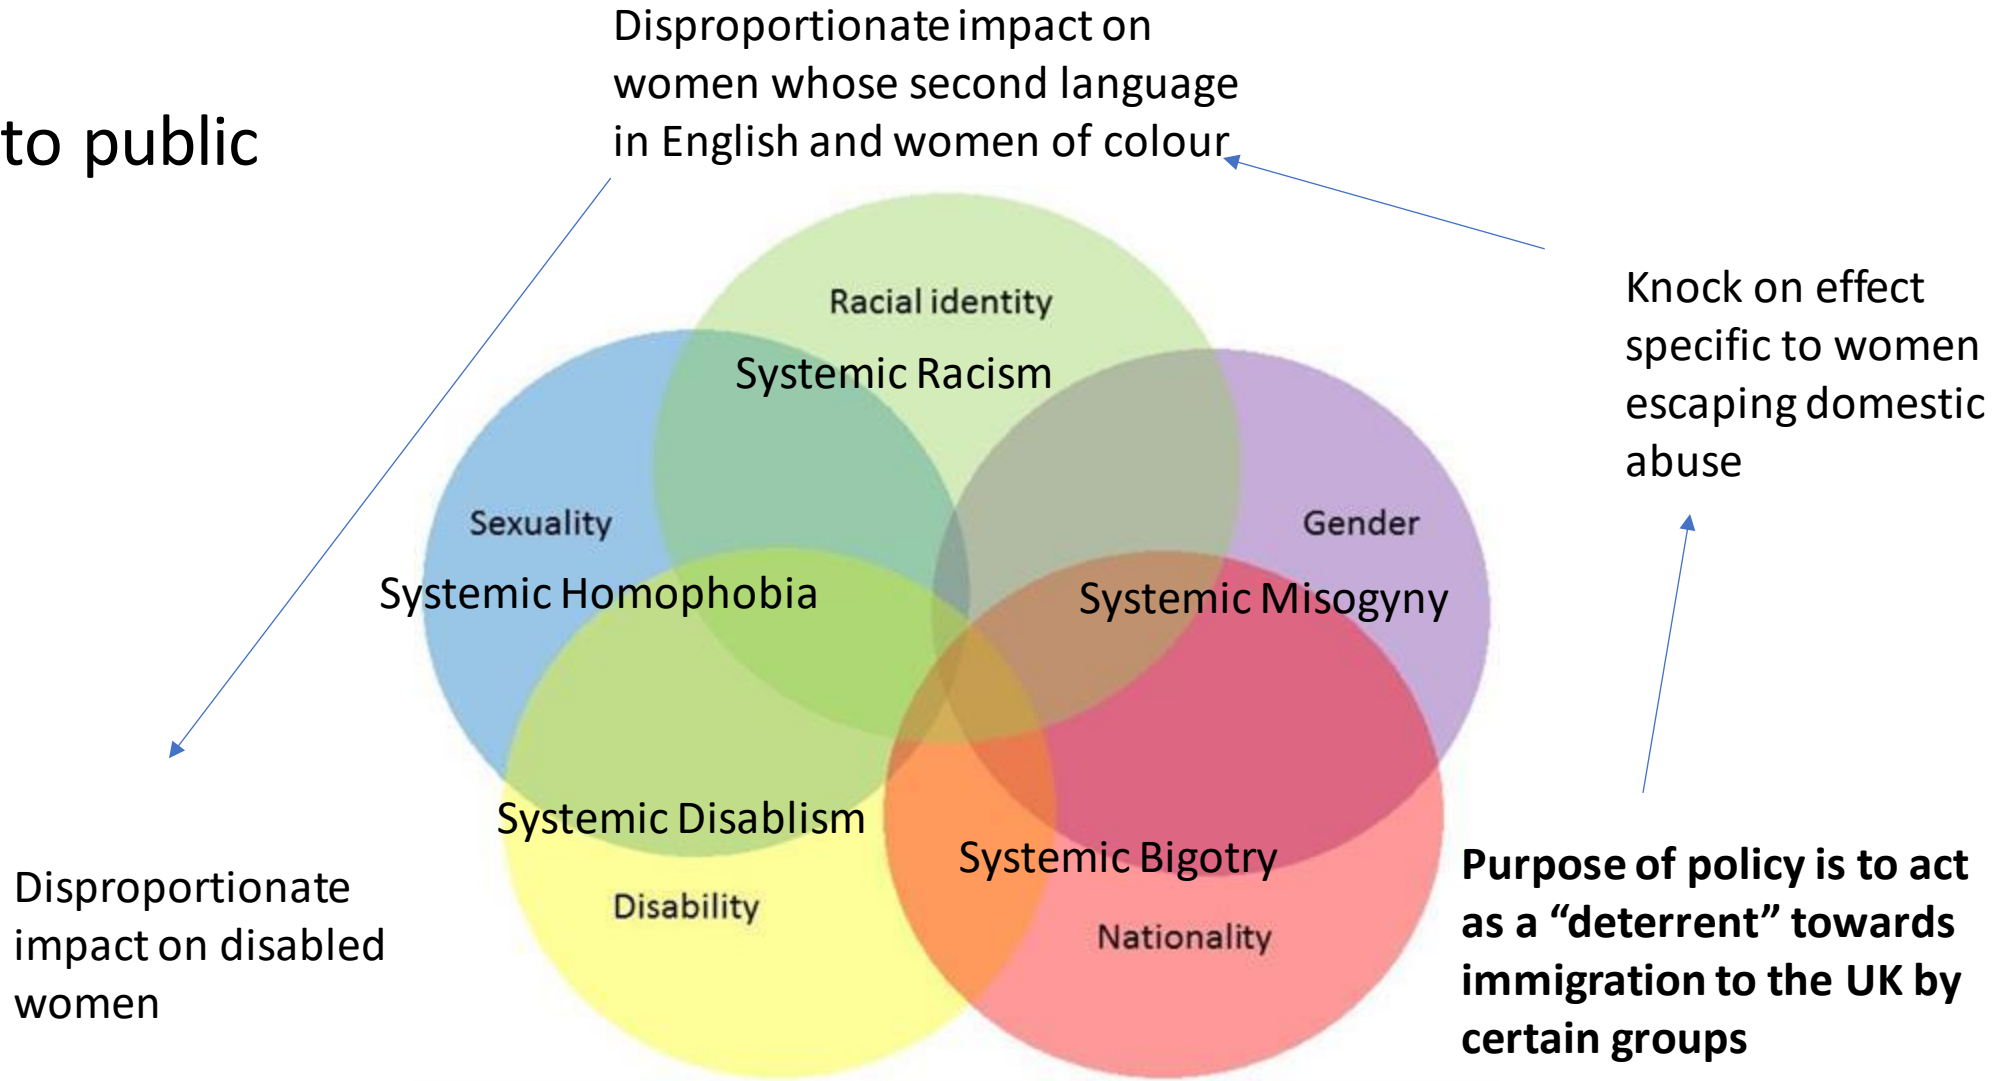 to public
Disproportionate impact on
women whose second language
in English and women of colour
Knock on effect
specific to women
escaping domestic
abuse
Racial identity
Systemic Racism
Sexuality
Systemic Homophobia
Gender
Systemic Misogyny
Systemic Disablism
Disability
Systemic Bigotry
Nationality
Disproportionate
impact on disabled
women
Purpose of policy is to act
as a “deterrent” towards
immigration to the UK by
certain groups